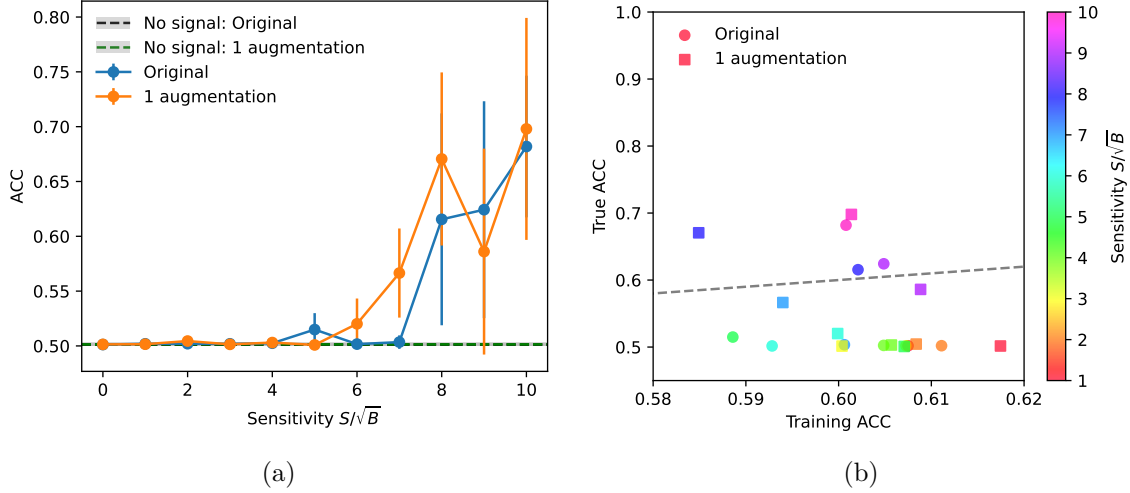 No signal: Original
No signal: 1 augmentation
Original
1 augmentation
ACC
0.80
0.75
0.70
0.65
0.60
0.55
0.50
0 2 4 6 8 10
Sensitivity S/√B
(a)
Original
1 augmentation
True ACC
1.0
0.9
0.8
0.7
0.6
0.5
0.58 0.59 0.60 0.61 0.62
Training ACC
10
9
8
7
6
5
4
3
2
1
Sensitivity S/√B
(b)